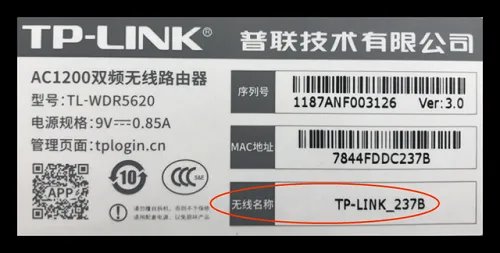 TP-LINK® 普联技术有限公司
AC1200双频无线路由器
型号:TL-WDR5620
电源规格:9V⎓0.85A
管理页面:tplogin.cn
APP
10
CCC S&E
序列号 1187ANF003126 Ver:3.0
MAC地址 7844FDDC237B
无线名称 TP-LINK_237B